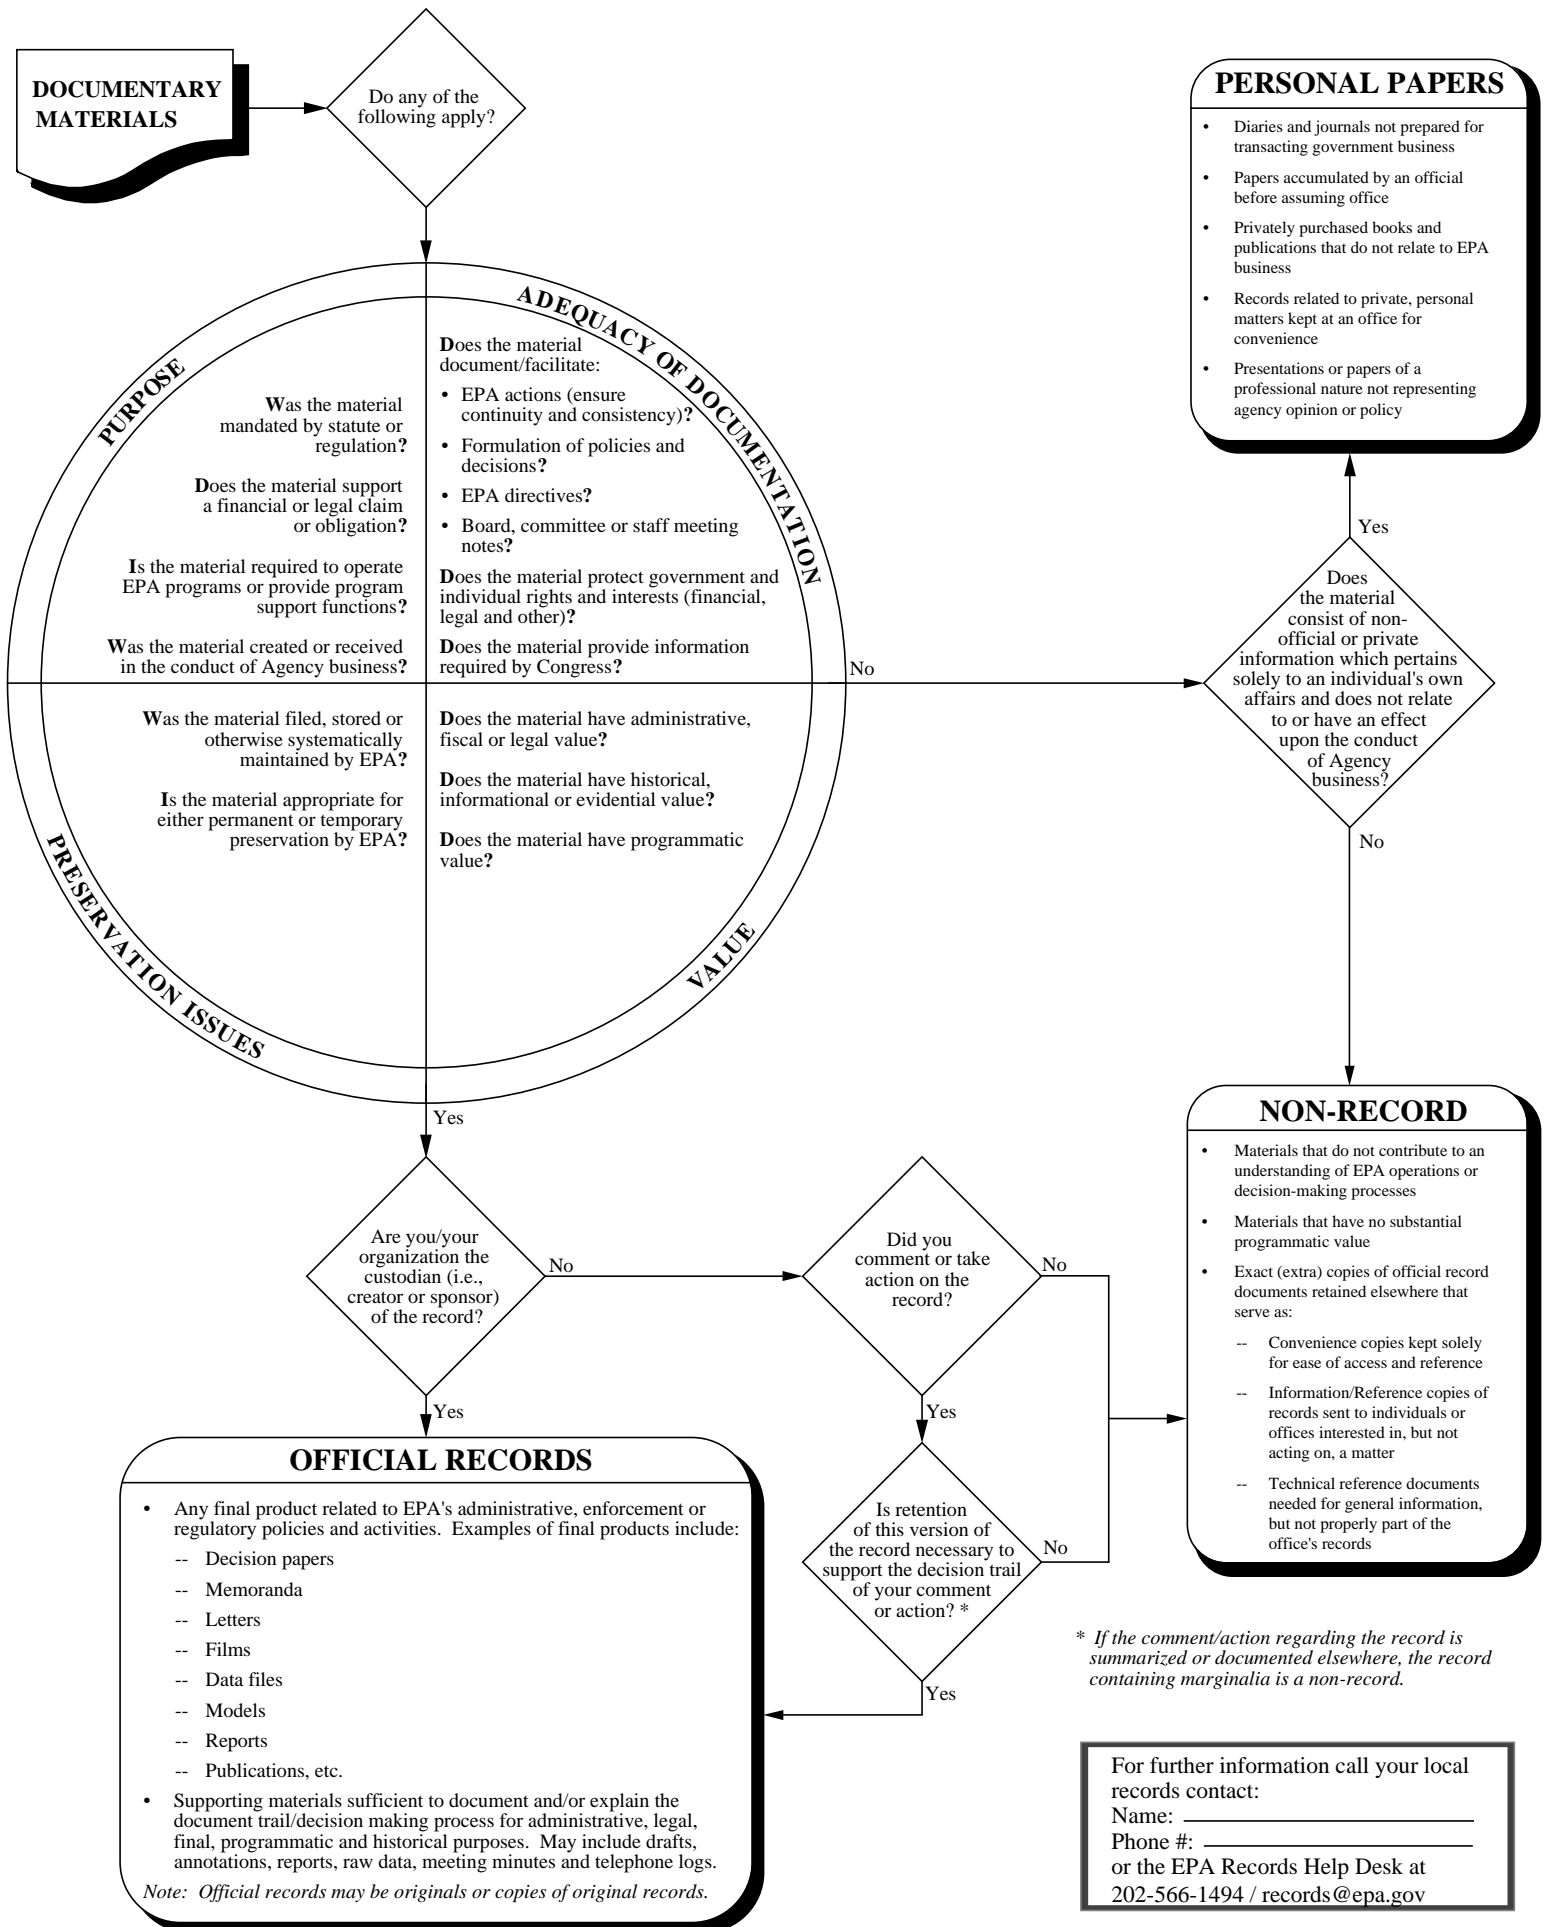 DOCUMENTARY
MATERIALS
Do any of the
following apply?
PURPOSE
Was the material
mandated by statute or
regulation?
Does the material support
a financial or legal claim
or obligation?
Is the material required to operate
EPA programs or provide program
support functions?
Was the material created or received
in the conduct of Agency business?
ADEQUACY OF DOCUMENTATION
Does the material
document/facilitate:
• EPA actions (ensure
continuity and consistency)?
• Formulation of policies and
decisions?
• EPA directives?
• Board, committee or staff meeting
notes?
Does the material protect government and
individual rights and interests (financial,
legal and other)?
Does the material provide information
required by Congress?
PRESERVATION ISSUES
Was the material filed, stored or
otherwise systematically
maintained by EPA?
Is the material appropriate for
either permanent or temporary
preservation by EPA?
VALUE
Does the material have administrative,
fiscal or legal value?
Does the material have historical,
informational or evidential value?
Does the material have programmatic
value?
No
Does
the material
consist of non-
official or private
information which pertains
solely to an individual's own
affairs and does not relate
to or have an effect
upon the conduct
of Agency
business?
Yes
PERSONAL PAPERS
• Diaries and journals not prepared for
transacting government business
• Papers accumulated by an official
before assuming office
• Privately purchased books and
publications that do not relate to EPA
business
• Records related to private, personal
matters kept at an office for
convenience
• Presentations or papers of a
professional nature not representing
agency opinion or policy
No
NON-RECORD
• Materials that do not contribute to an
understanding of EPA operations or
decision-making processes
• Materials that have no substantial
programmatic value
• Exact (extra) copies of official record
documents retained elsewhere that
serve as:
-- Convenience copies kept solely
for ease of access and reference
-- Information/Reference copies of
records sent to individuals or
offices interested in, but not
acting on, a matter
-- Technical reference documents
needed for general information,
but not properly part of the
office's records
Yes
Are you/your
organization the
custodian (i.e.,
creator or sponsor)
of the record?
No
Did you
comment or take
action on the
record?
No
Yes
Yes
Is retention
of this version of
the record necessary to
support the decision trail
of your comment
or action? *
No
Yes
OFFICIAL RECORDS
• Any final product related to EPA's administrative, enforcement or
regulatory policies and activities. Examples of final products include:
-- Decision papers
-- Memoranda
-- Letters
-- Films
-- Data files
-- Models
-- Reports
-- Publications, etc.
• Supporting materials sufficient to document and/or explain the
document trail/decision making process for administrative, legal,
final, programmatic and historical purposes. May include drafts,
annotations, reports, raw data, meeting minutes and telephone logs.
Note: Official records may be originals or copies of original records.
* If the comment/action regarding the record is
summarized or documented elsewhere, the record
containing marginalia is a non-record.
For further information call your local
records contact:
Name:
Phone #:
or the EPA Records Help Desk at
202-566-1494 / records@epa.gov